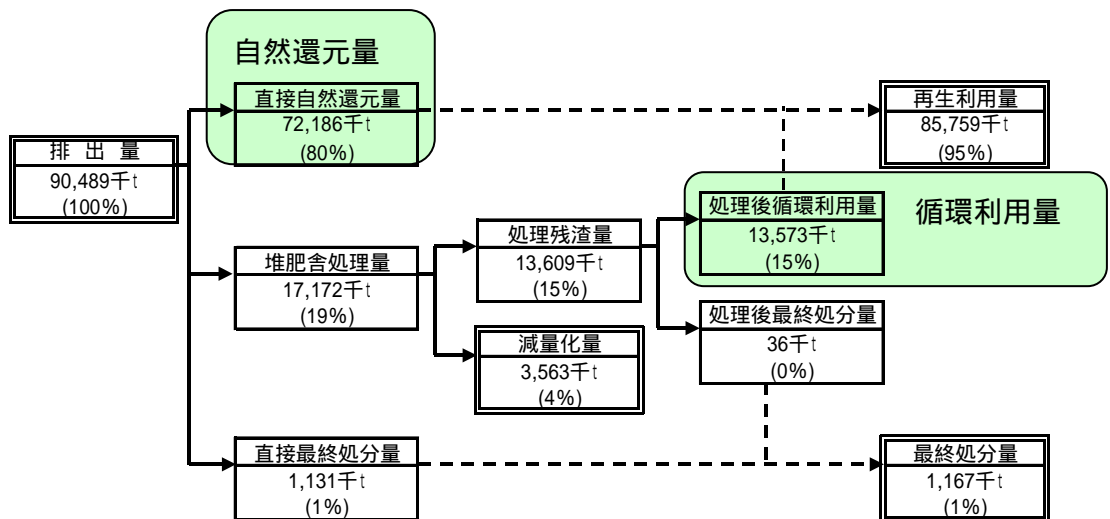 自然還元量
直接自然還元量
72,186千t
(80%)
再生利用量
85,759千t
(95%)
排 出 量
90,489千t
(100%)
処理後循環利用量
13,573千t
(15%)
循環利用量
堆肥舎処理量
17,172千t
(19%)
処理残渣量
13,609千t
(15%)
処理後最終処分量
36千t
(0%)
減量化量
3,563千t
(4%)
直接最終処分量
1,131千t
(1%)
最終処分量
1,167千t
(1%)